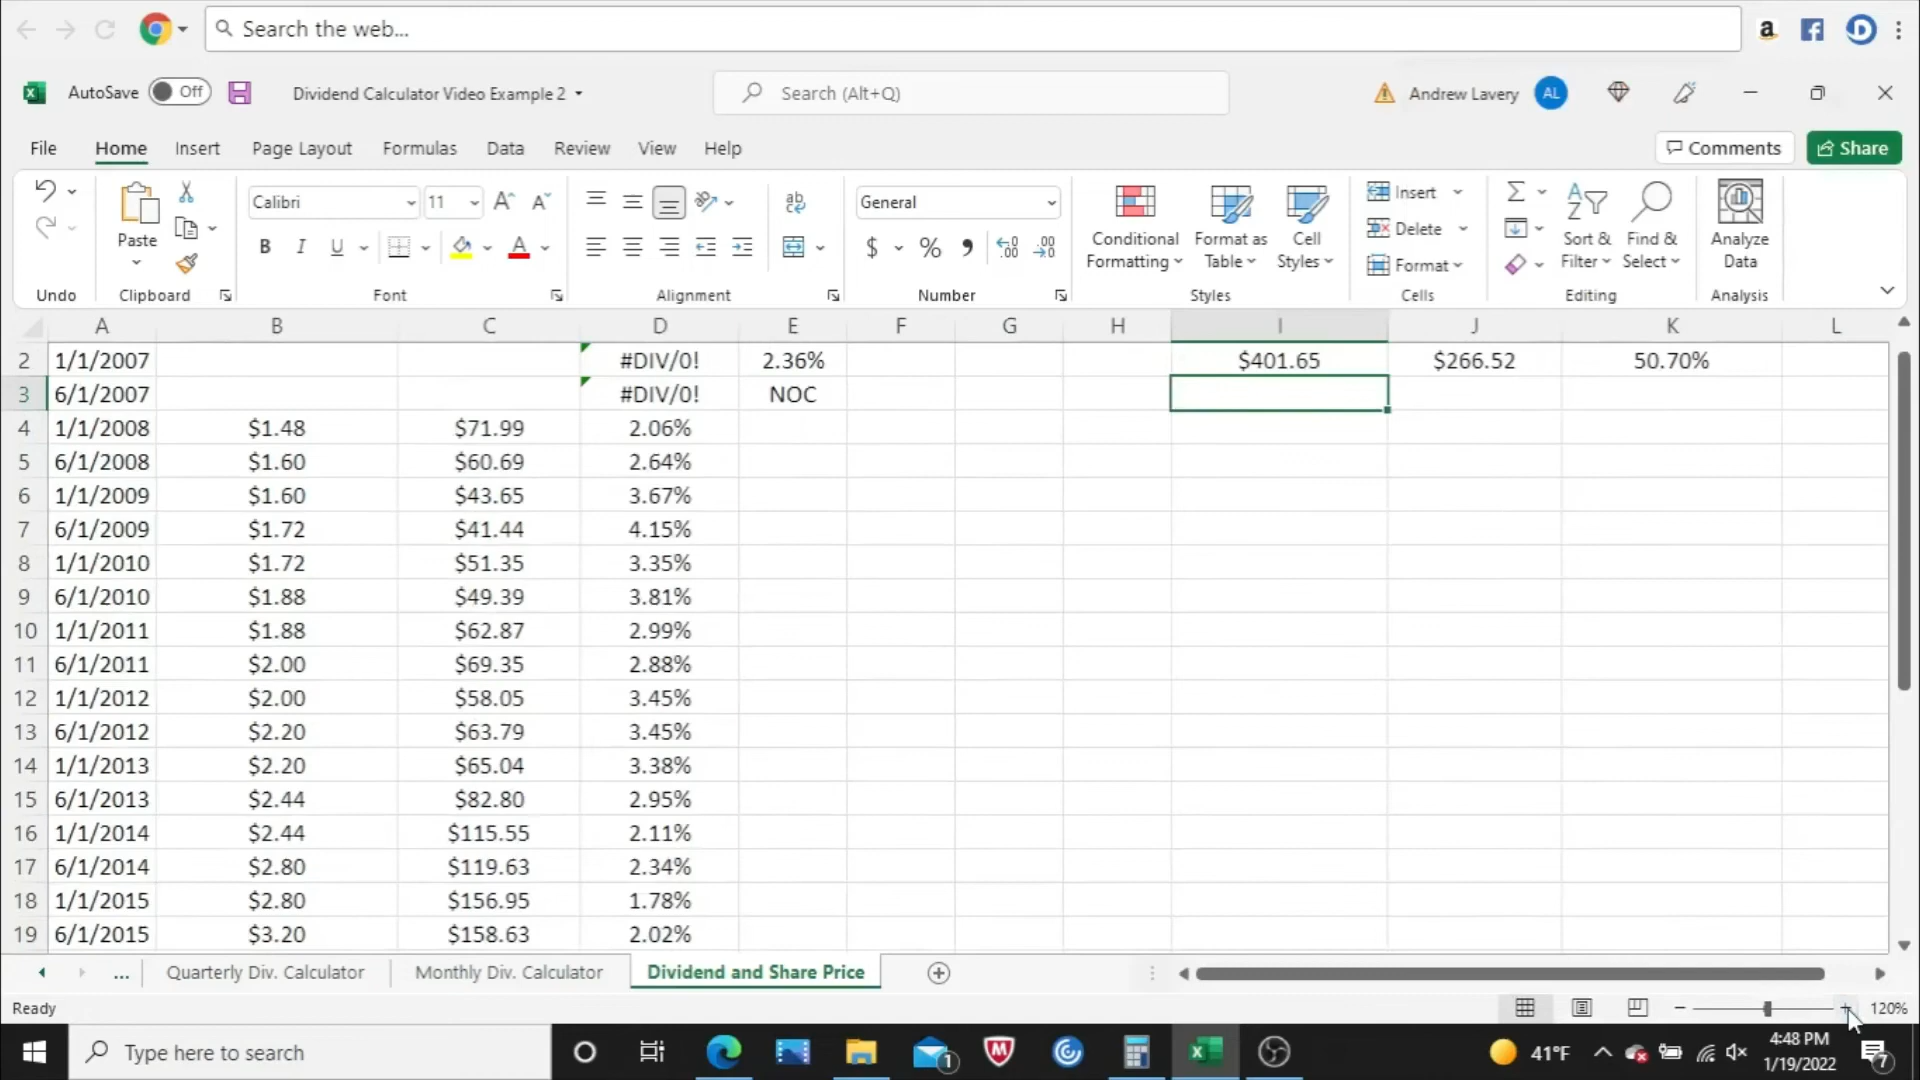 Search the web...
AutoSave Off Dividend Calculator Video Example 2 Search (Alt+Q) Andrew Lavery AL
File Home Insert Page Layout Formulas Data Review View Help Comments Share
Calibri 11 General
Paste
Conditional Formatting
Format as Table
Cell Styles
Insert
Delete
Format
Sort & Filter
Find & Select
Analyze Data
Undo Clipboard Font Alignment Number Styles Cells Editing Analysis
A B C D E F G H I J K L
2 1/1/2007 #DIV/0! 2.36% $401.65 $266.52 50.70%
3 6/1/2007 #DIV/0! NOC
4 1/1/2008 $1.48 $71.99 2.06%
5 6/1/2008 $1.60 $60.69 2.64%
6 1/1/2009 $1.60 $43.65 3.67%
7 6/1/2009 $1.72 $41.44 4.15%
8 1/1/2010 $1.72 $51.35 3.35%
9 6/1/2010 $1.88 $49.39 3.81%
10 1/1/2011 $1.88 $62.87 2.99%
11 6/1/2011 $2.00 $69.35 2.88%
12 1/1/2012 $2.00 $58.05 3.45%
13 6/1/2012 $2.20 $63.79 3.45%
14 1/1/2013 $2.20 $65.04 3.38%
15 6/1/2013 $2.44 $82.80 2.95%
16 1/1/2014 $2.44 $115.55 2.11%
17 6/1/2014 $2.80 $119.63 2.34%
18 1/1/2015 $2.80 $156.95 1.78%
19 6/1/2015 $3.20 $158.63 2.02%
... Quarterly Div. Calculator Monthly Div. Calculator Dividend and Share Price
Ready 120%
Type here to search 1 41°F 4:48 PM
1/19/2022 7